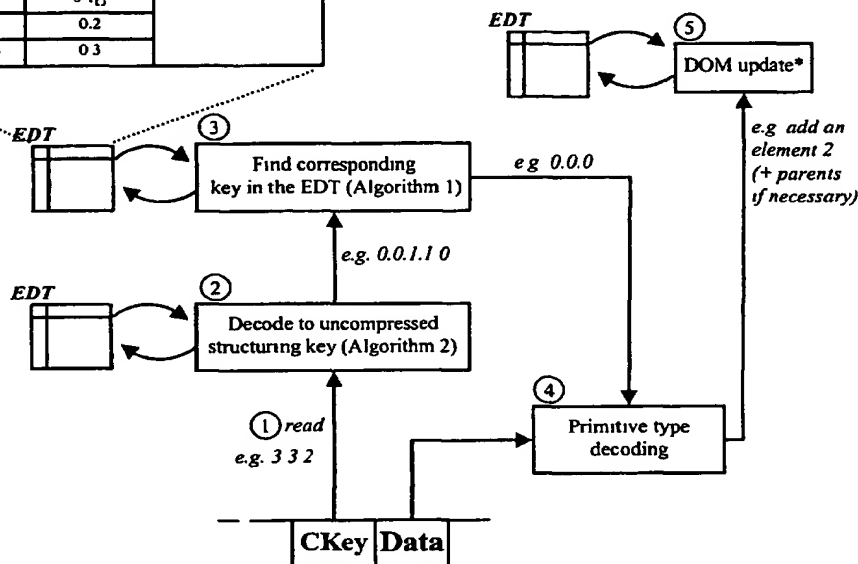 0.2
0 3
EDT
5
DOM update*
EDT
3
Find corresponding
key in the EDT (Algorithm 1)
e g 0.0.0
e.g add an
element 2
(+ parents
if necessary)
e.g. 0.0.1.1 0
EDT
2
Decode to uncompressed
structuring key (Algorithm 2)
1 read
e.g. 3 3 2
4
Primitive type
decoding
CKey Data